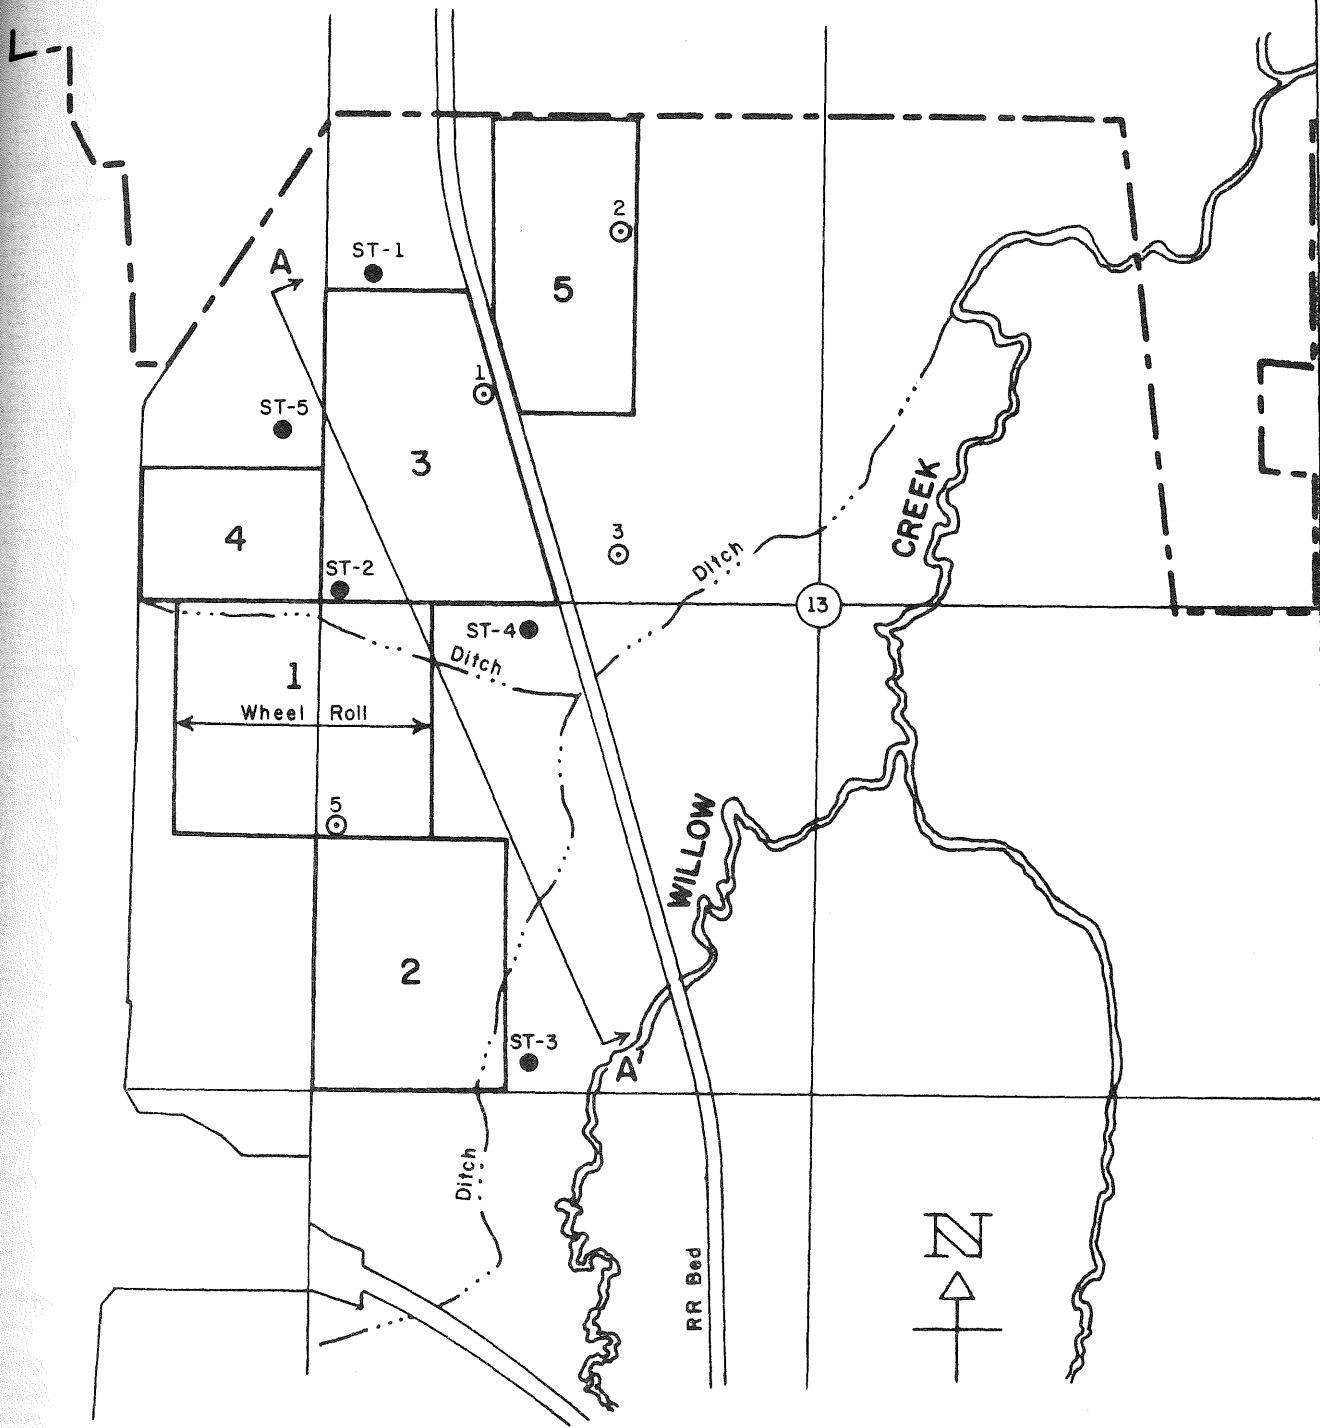 2
ST-1
A
5
1
ST-5
3
CREEK
4
3
Ditch
ST-2
13
ST-4
Ditch
1
Wheel Roll
5
WILLOW
2
ST-3
A'
Ditch
N
RR Bed